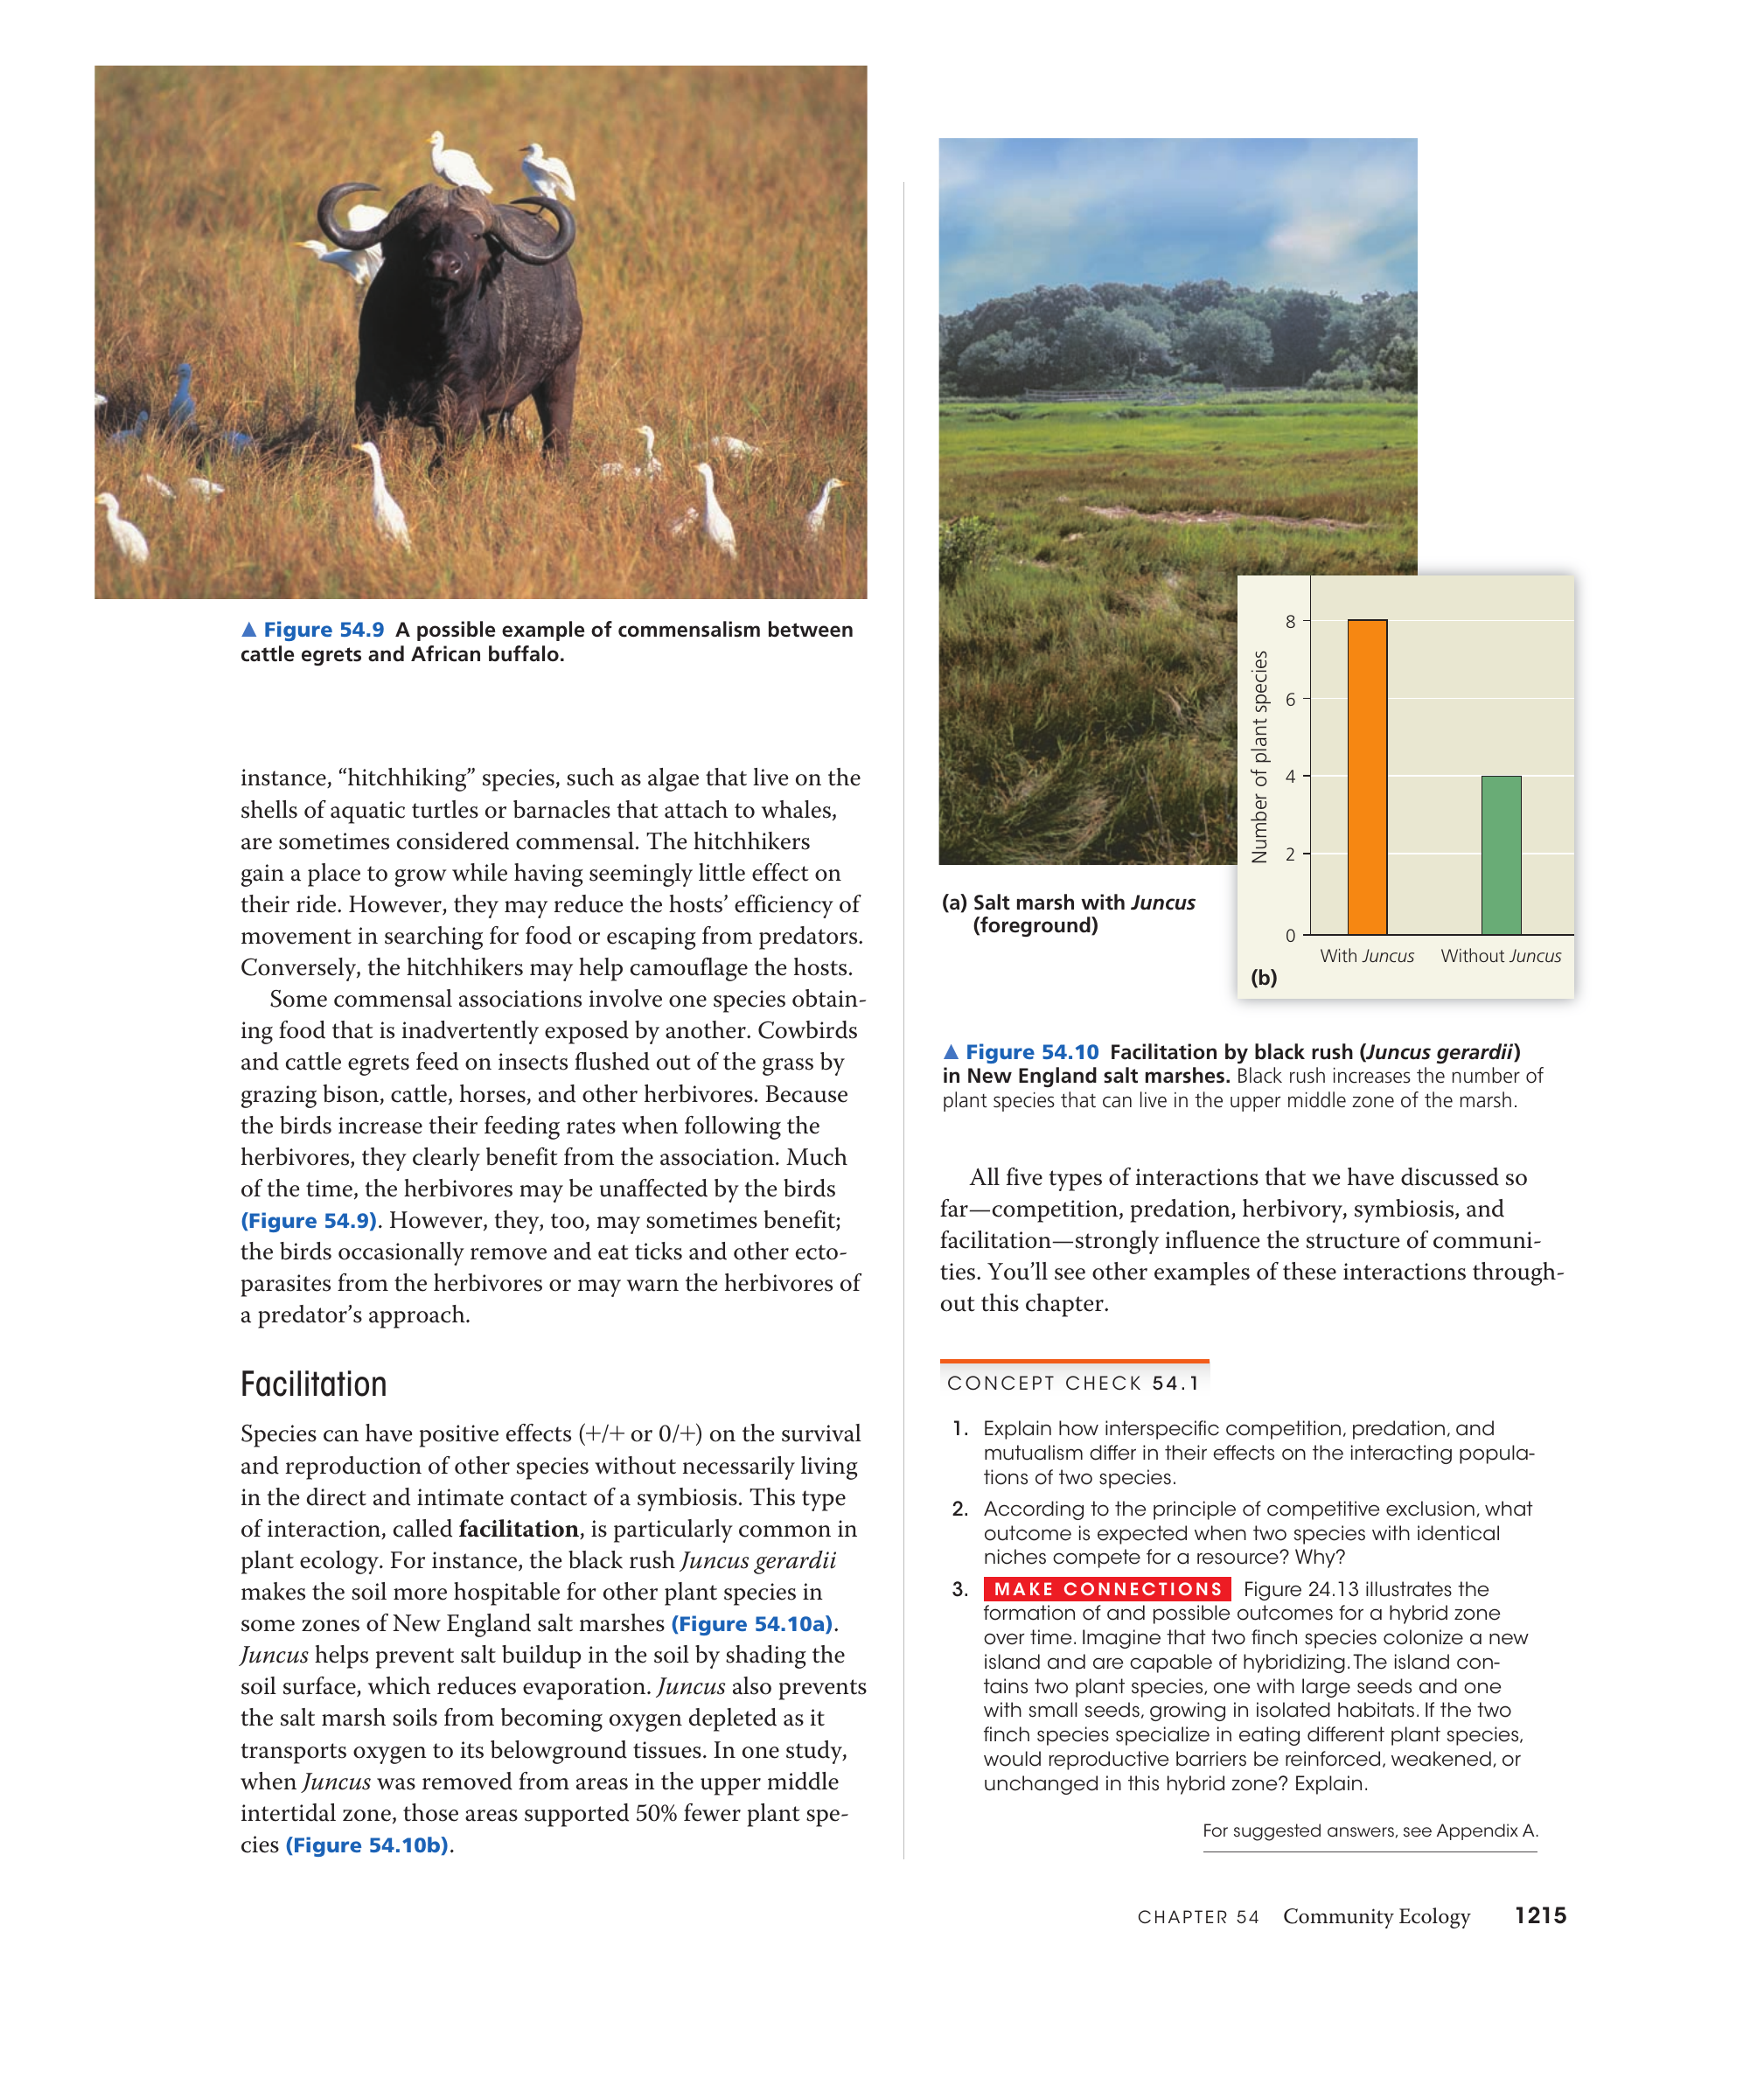 ▲ Figure 54.9 A possible example of commensalism between
cattle egrets and African buffalo.
instance, “hitchhiking” species, such as algae that live on the
shells of aquatic turtles or barnacles that attach to whales,
are sometimes considered commensal. The hitchhikers
gain a place to grow while having seemingly little effect on
their ride. However, they may reduce the hosts’ efficiency of
movement in searching for food or escaping from predators.
Conversely, the hitchhikers may help camouflage the hosts.
Some commensal associations involve one species obtain-
ing food that is inadvertently exposed by another. Cowbirds
and cattle egrets feed on insects flushed out of the grass by
grazing bison, cattle, horses, and other herbivores. Because
the birds increase their feeding rates when following the
herbivores, they clearly benefit from the association. Much
of the time, the herbivores may be unaffected by the birds
(Figure 54.9). However, they, too, may sometimes benefit;
the birds occasionally remove and eat ticks and other ecto-
parasites from the herbivores or may warn the herbivores of
a predator’s approach.
Facilitation
Species can have positive effects (+/+ or 0/+) on the survival
and reproduction of other species without necessarily living
in the direct and intimate contact of a symbiosis. This type
of interaction, called facilitation, is particularly common in
plant ecology. For instance, the black rush Juncus gerardii
makes the soil more hospitable for other plant species in
some zones of New England salt marshes (Figure 54.10a).
Juncus helps prevent salt buildup in the soil by shading the
soil surface, which reduces evaporation. Juncus also prevents
the salt marsh soils from becoming oxygen depleted as it
transports oxygen to its belowground tissues. In one study,
when Juncus was removed from areas in the upper middle
intertidal zone, those areas supported 50% fewer plant spe-
cies (Figure 54.10b).
(a) Salt marsh with Juncus
(foreground)
Number of plant species
8
6
4
2
0
With Juncus Without Juncus
(b)
▲ Figure 54.10 Facilitation by black rush (Juncus gerardii)
in New England salt marshes. Black rush increases the number of
plant species that can live in the upper middle zone of the marsh.
All five types of interactions that we have discussed so
far—competition, predation, herbivory, symbiosis, and
facilitation—strongly influence the structure of communi-
ties. You’ll see other examples of these interactions through-
out this chapter.
CONCEPT CHECK 54.1
1. Explain how interspecific competition, predation, and
mutualism differ in their effects on the interacting popula-
tions of two species.
2. According to the principle of competitive exclusion, what
outcome is expected when two species with identical
niches compete for a resource? Why?
3. MAKE CONNECTIONS Figure 24.13 illustrates the
formation of and possible outcomes for a hybrid zone
over time. Imagine that two finch species colonize a new
island and are capable of hybridizing. The island con-
tains two plant species, one with large seeds and one
with small seeds, growing in isolated habitats. If the two
finch species specialize in eating different plant species,
would reproductive barriers be reinforced, weakened, or
unchanged in this hybrid zone? Explain.
For suggested answers, see Appendix A.
CHAPTER 54 Community Ecology 1215